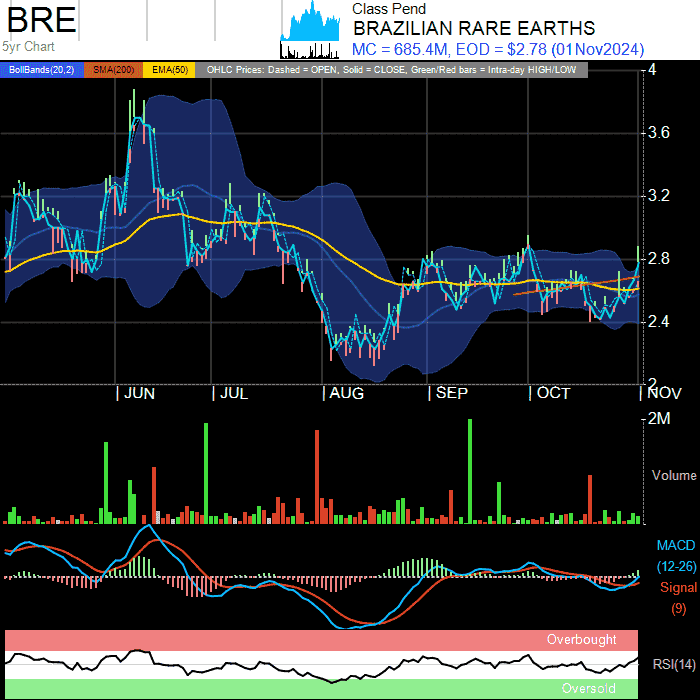 BRE
5yr Chart
Class Pend
BRAZILIAN RARE EARTHS
MC = 685.4M, EOD = $2.78 (01Nov2024)
BollBands(20,2) SMA(200) EMA(50) OHLC Prices: Dashed = OPEN, Solid = CLOSE, Green/Red bars = Intra-day HIGH/LOW
4
3.6
3.2
2.8
2.4
2
JUN JUL AUG SEP OCT NOV
2M
Volume
MACD
(12-26)
Signal
(9)
Overbought
RSI(14)
Oversold